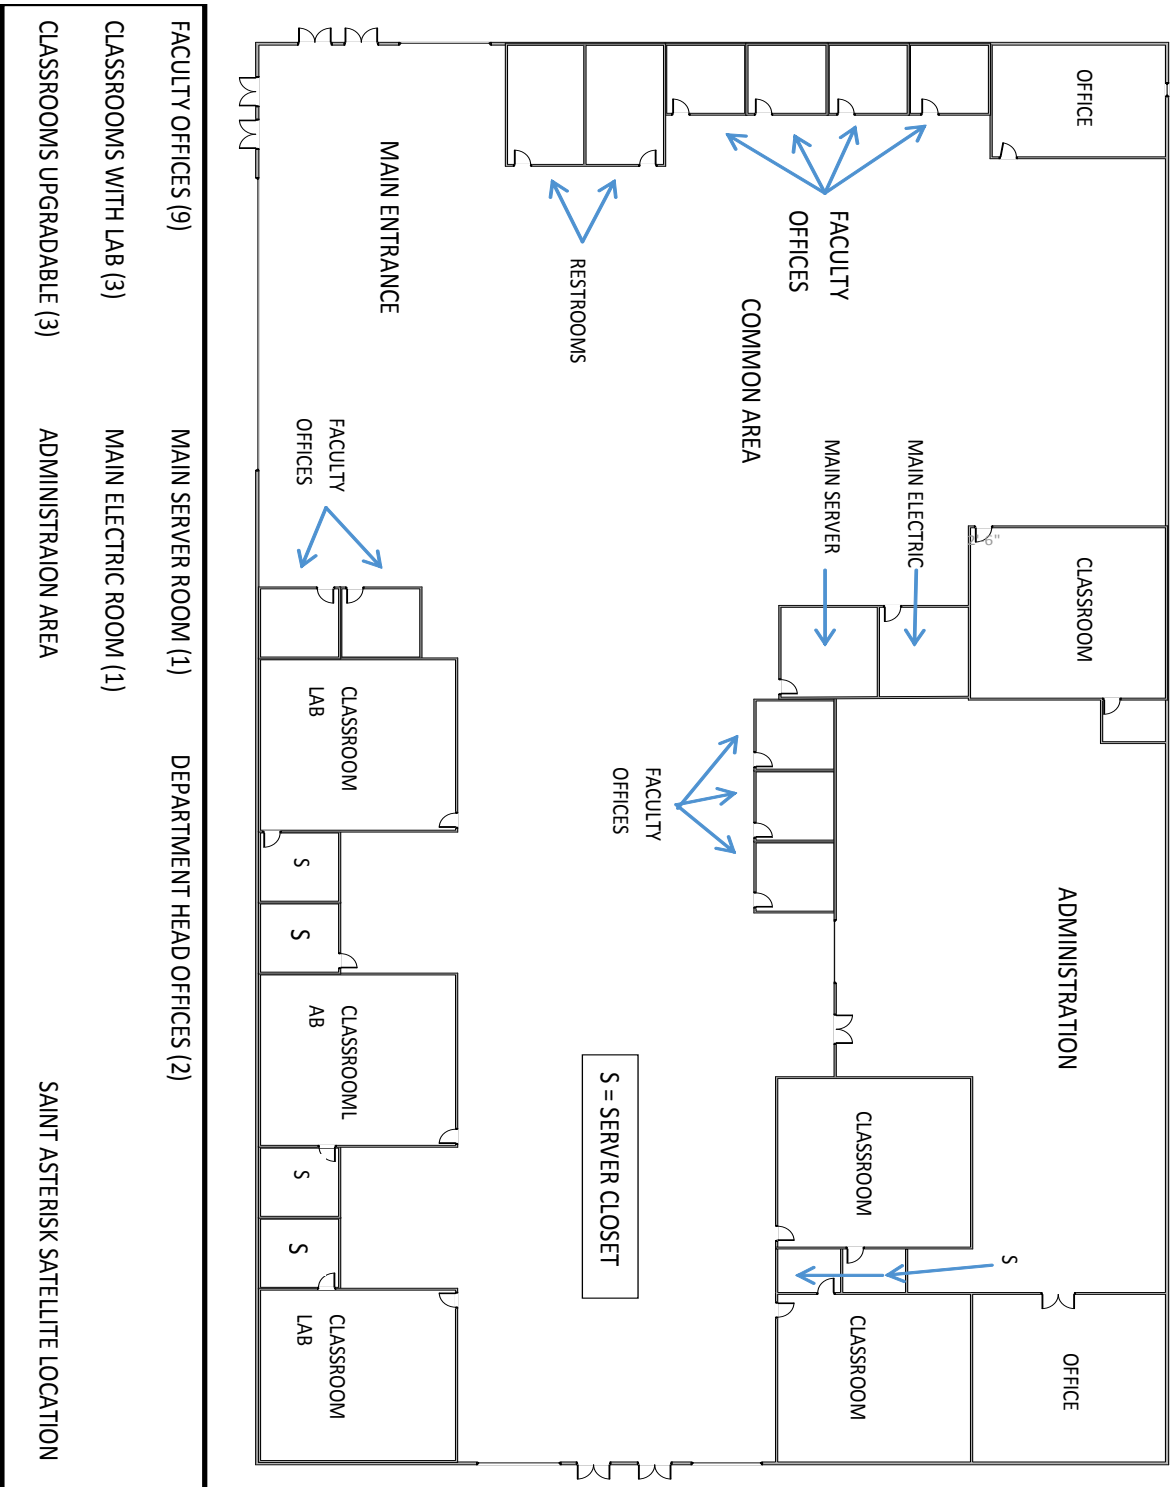 OFFICE
FACULTY
OFFICES
MAIN ENTRANCE
RESTROOMS
COMMON AREA
FACULTY
OFFICES
MAIN SERVER
MAIN ELECTRIC
CLASSROOM
CLASSROOM
LAB
FACULTY
OFFICES
S
S
ADMINISTRATION
CLASSROOML
AB
S = SERVER CLOSET
CLASSROOM
S
S
S
CLASSROOM
LAB
CLASSROOM
OFFICE
FACULTY OFFICES (9)
MAIN SERVER ROOM (1)
DEPARTMENT HEAD OFFICES (2)
CLASSROOMS WITH LAB (3)
MAIN ELECTRIC ROOM (1)
CLASSROOMS UPGRADABLE (3)
ADMINISTRAION AREA
SAINT ASTERISK SATELLITE LOCATION